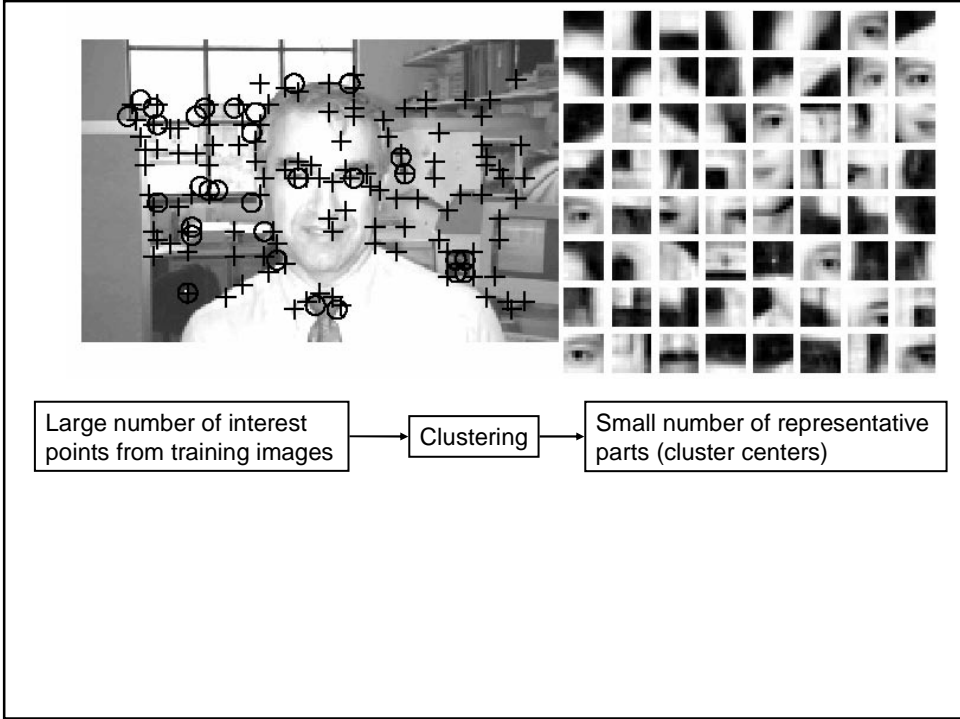 Large number of interest
points from training images
Clustering
Small number of representative
parts (cluster centers)